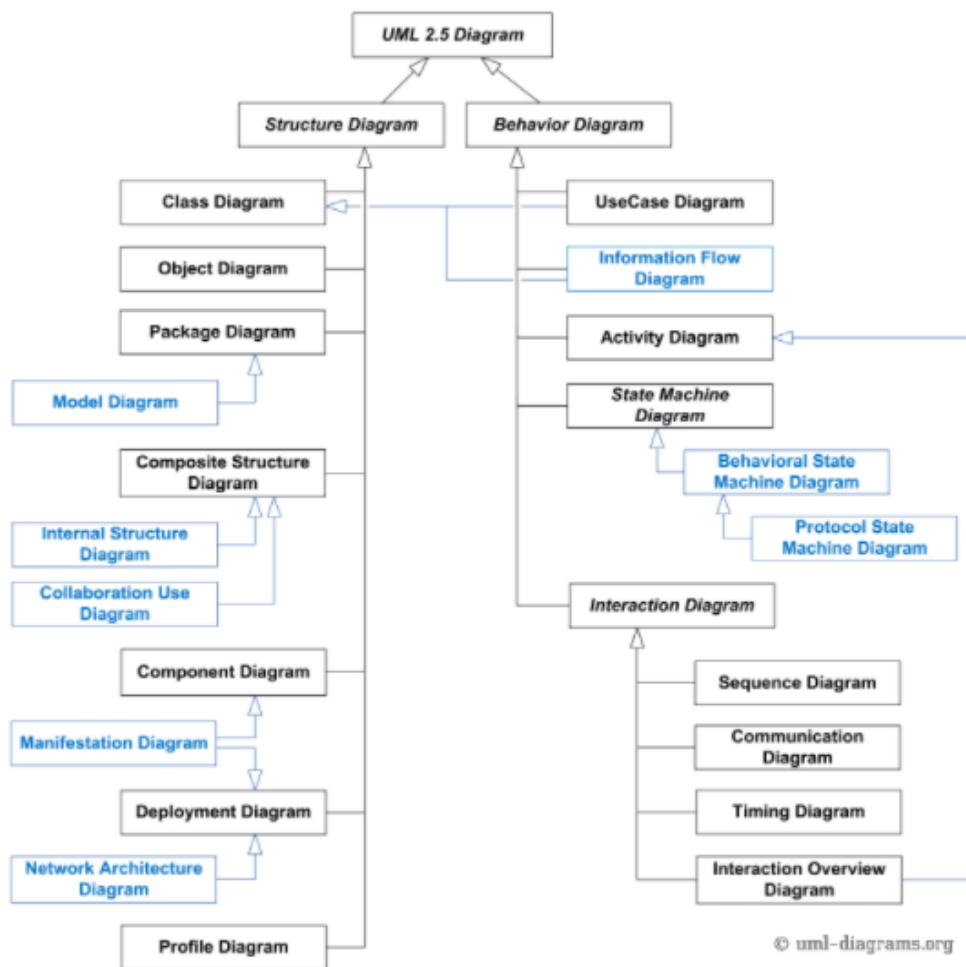 UML 2.5 Diagram
Structure Diagram
Behavior Diagram
Class Diagram
UseCase Diagram
Object Diagram
Information Flow
Diagram
Package Diagram
Activity Diagram
Model Diagram
State Machine
Diagram
Composite Structure
Diagram
Behavioral State
Machine Diagram
Internal Structure
Diagram
Protocol State
Machine Diagram
Collaboration Use
Diagram
Interaction Diagram
Component Diagram
Sequence Diagram
Manifestation Diagram
Communication
Diagram
Deployment Diagram
Timing Diagram
Network Architecture
Diagram
Interaction Overview
Diagram
Profile Diagram
© uml-diagrams.org